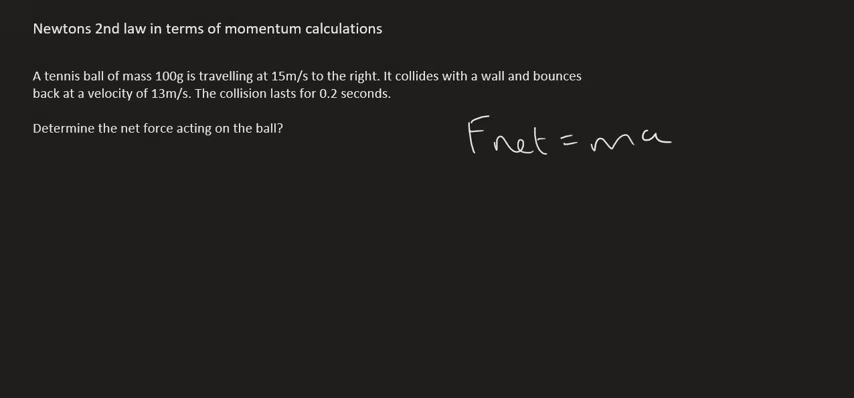 Newtons 2nd law in terms of momentum calculations
A tennis ball of mass 100g is travelling at 15m/s to the right. It collides with a wall and bounces
back at a velocity of 13m/s. The collision lasts for 0.2 seconds.
Determine the net force acting on the ball?
Fnet = ma